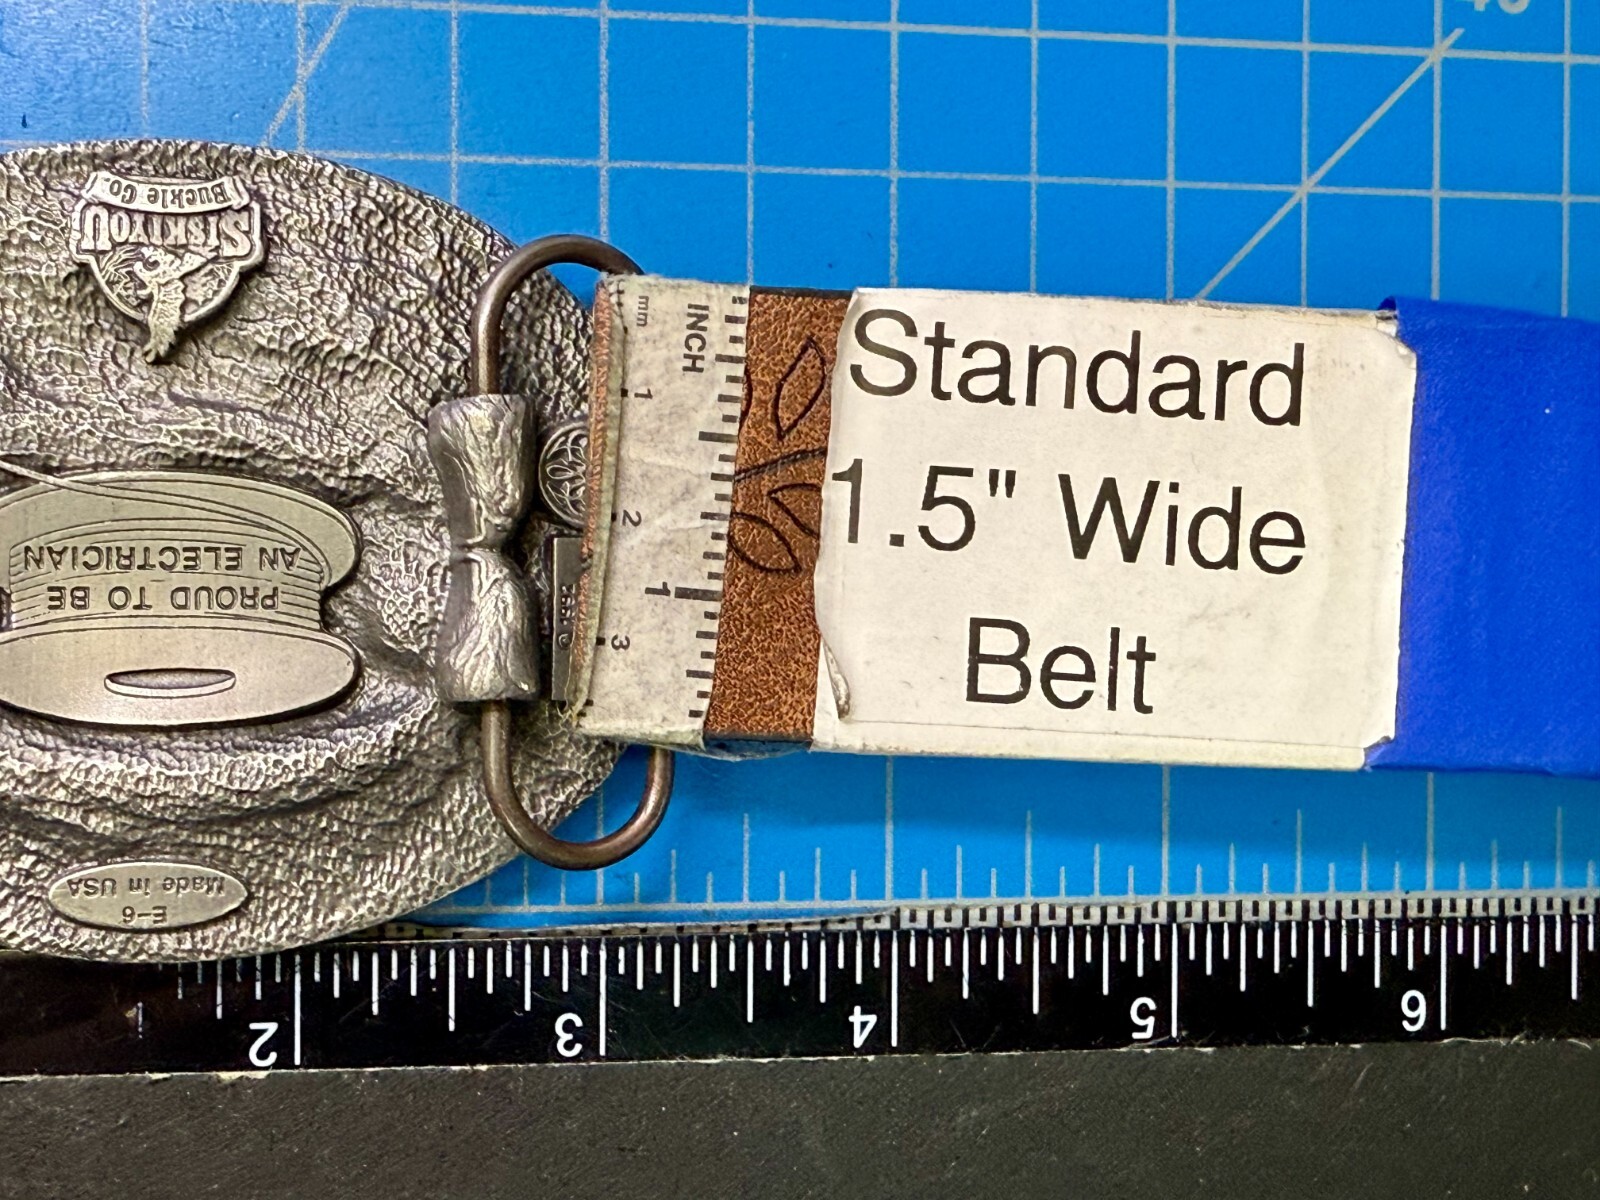 Buckle Co.
SISKIYOU
PROUD TO BE
AN ELECTRICIAN
E-6
Made in USA
mm
INCH
1
2
1
3
Standard
1.5" Wide
Belt
2
3
4
5
6